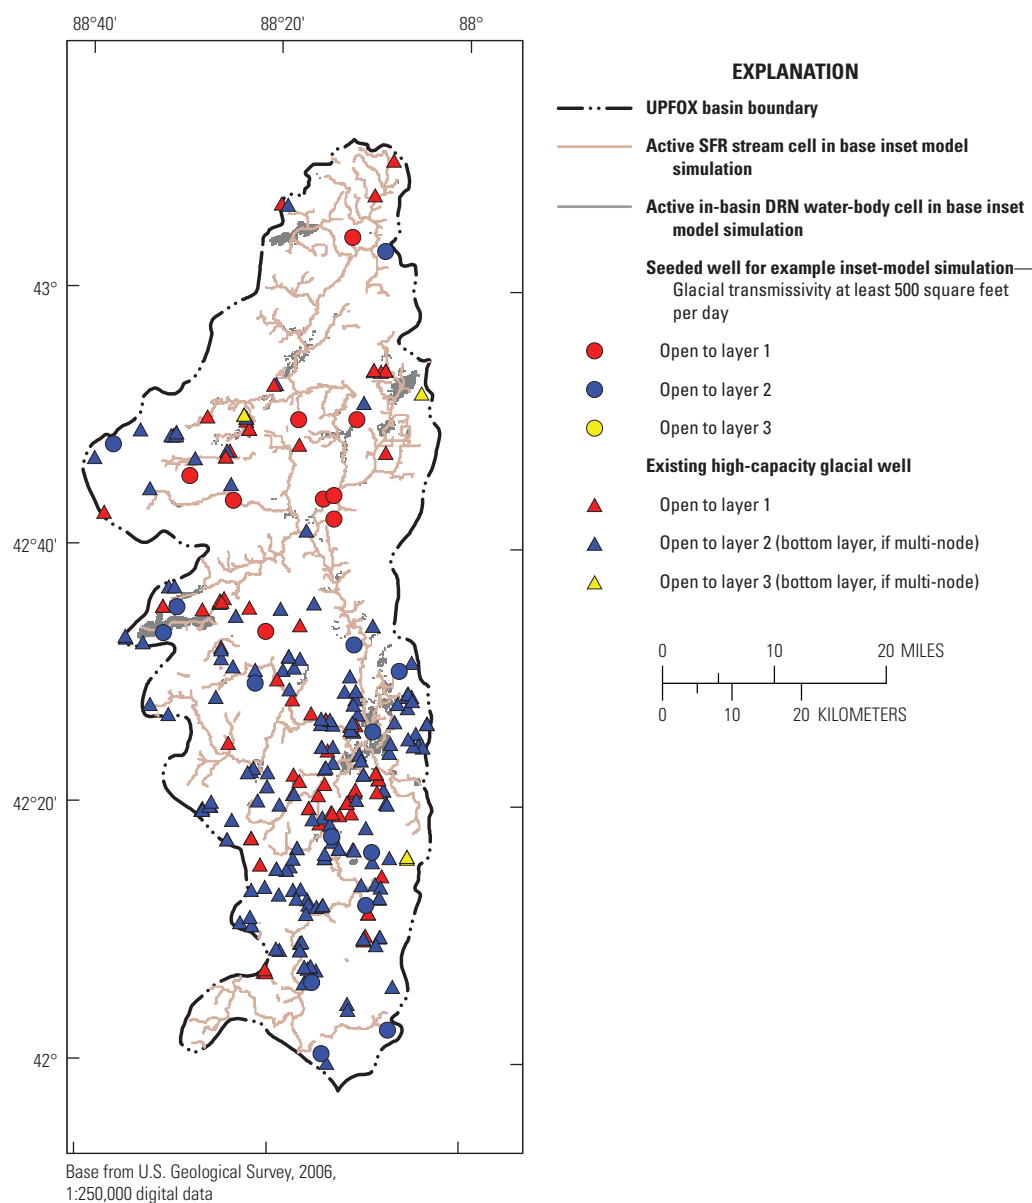 88°40'
88°20'
88°
43°
42°40'
42°20'
42°
EXPLANATION
UPFOX basin boundary
Active SFR stream cell in base inset model
simulation
Active in-basin DRN water-body cell in base inset
model simulation
Seeded well for example inset-model simulation—
Glacial transmissivity at least 500 square feet
per day
Open to layer 1
Open to layer 2
Open to layer 3
Existing high-capacity glacial well
Open to layer 1
Open to layer 2 (bottom layer, if multi-node)
Open to layer 3 (bottom layer, if multi-node)
0 10 20 MILES
0 10 20 KILOMETERS
Base from U.S. Geological Survey, 2006,
1:250,000 digital data